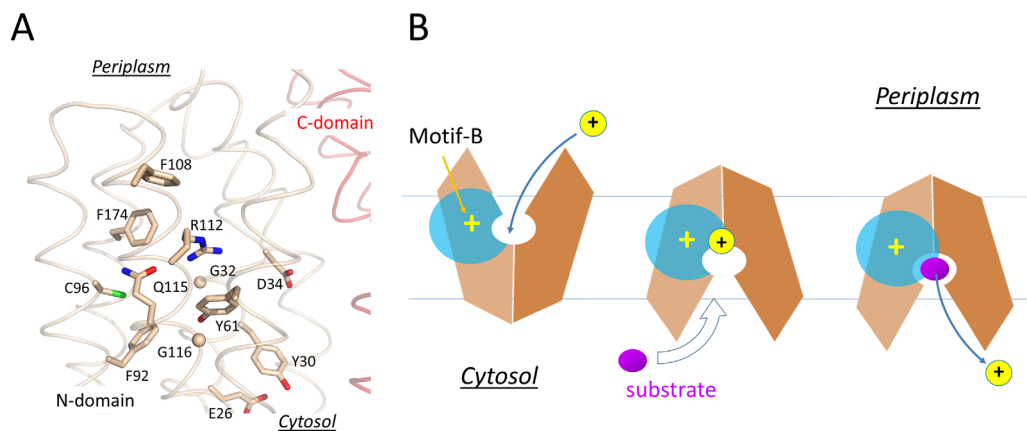 A
Periplasm
C-domain
F108
F174
R112
G32
C96
Q115
D34
Y61
G116
Y30
F92
N-domain
E26
Cytosol
B
Periplasm
Motif-B
+
+
+
+
+
Cytosol
substrate
+